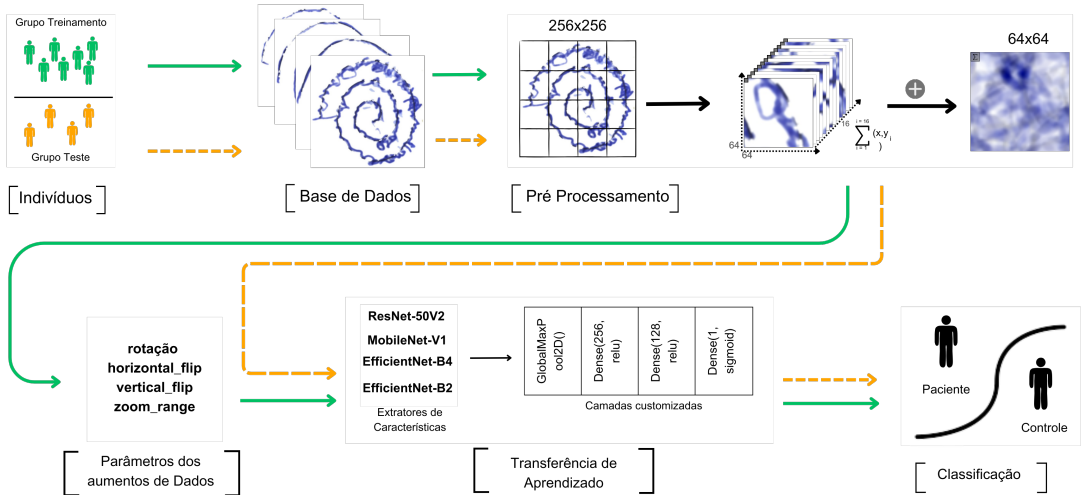 Grupo Treinamento
Grupo Teste
[Indivíduos]
[Base de Dados]
256x256
[Pré Processamento]
64
64
16
i = 16
∑ (x,y i
i = 1 )
64x64
Σ
rotação
horizontal_flip
vertical_flip
zoom_range
[Parâmetros dos
aumentos de Dados]
ResNet-50V2
MobileNet-V1
EfficientNet-B4
EfficientNet-B2
Extratores de
Características
GlobalMaxP
ool2D()
Dense(256,
relu)
Dense(128,
relu)
Dense(1,
sigmoid)
Camadas customizadas
[Transferência de
Aprendizado]
Paciente
Controle
[Classificação]